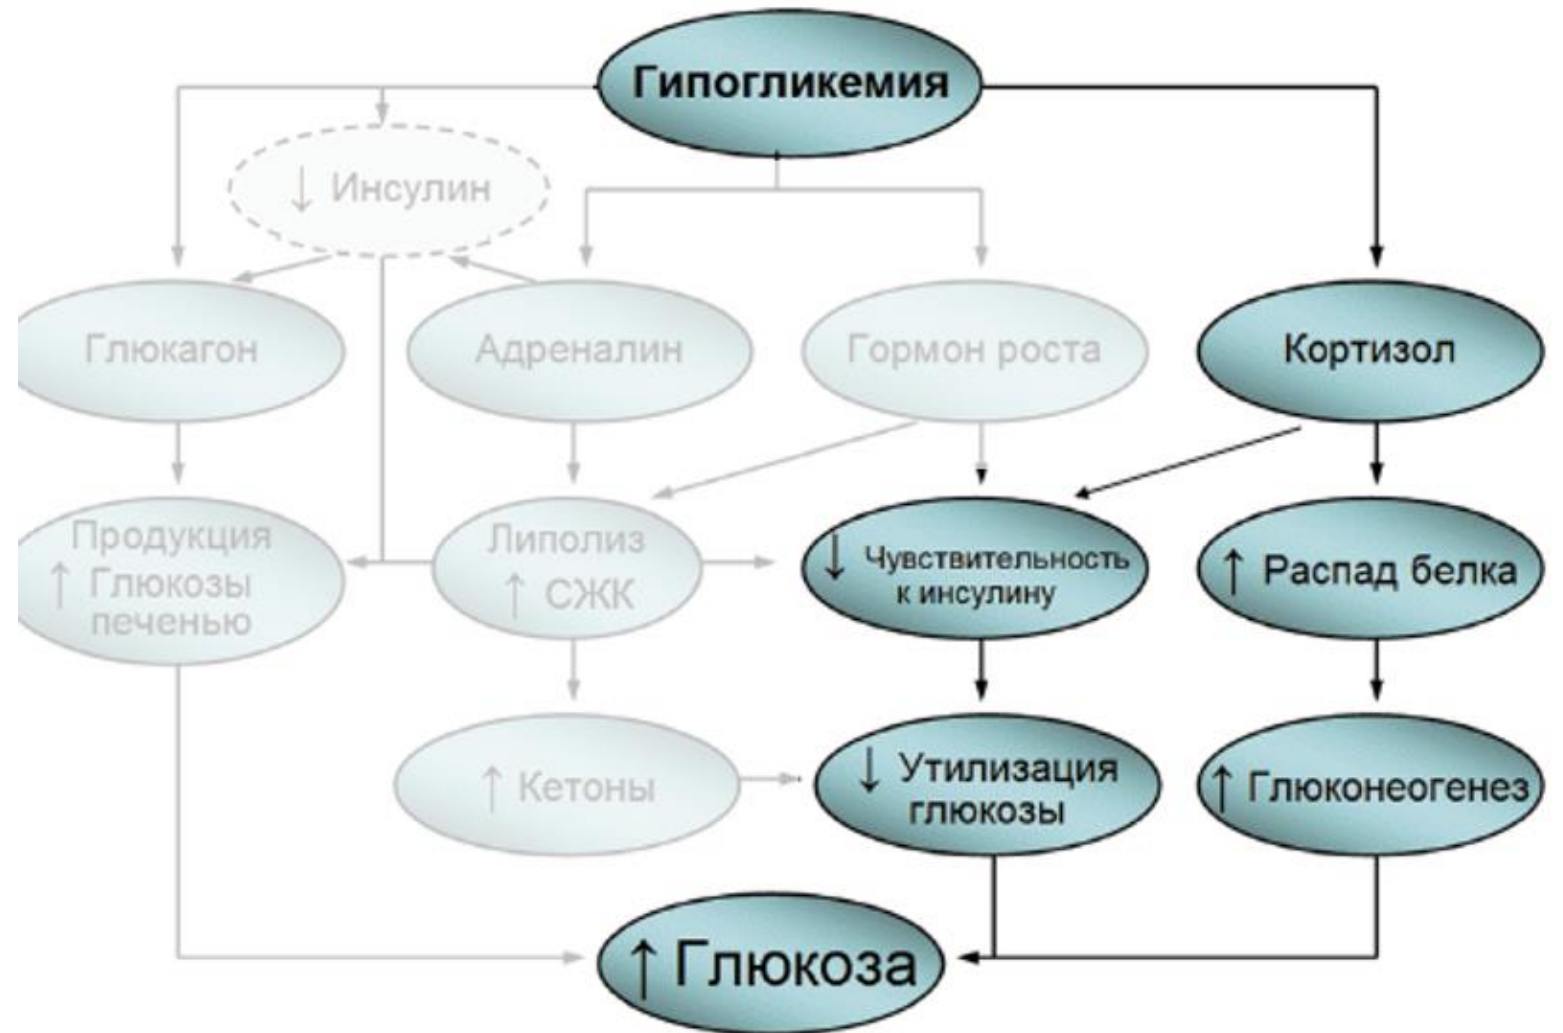 Гипогликемия
↓ Инсулин
Глюкагон
Адреналин
Гормон роста
Кортизол
Продукция
↑ Глюкозы
печенью
Липолиз
↑ СЖК
↓ Чувствительность
к инсулину
↑ Распад белка
↑ Кетоны
↓ Утилизация
глюкозы
↑ Глюконеогенез
↑ Глюкоза